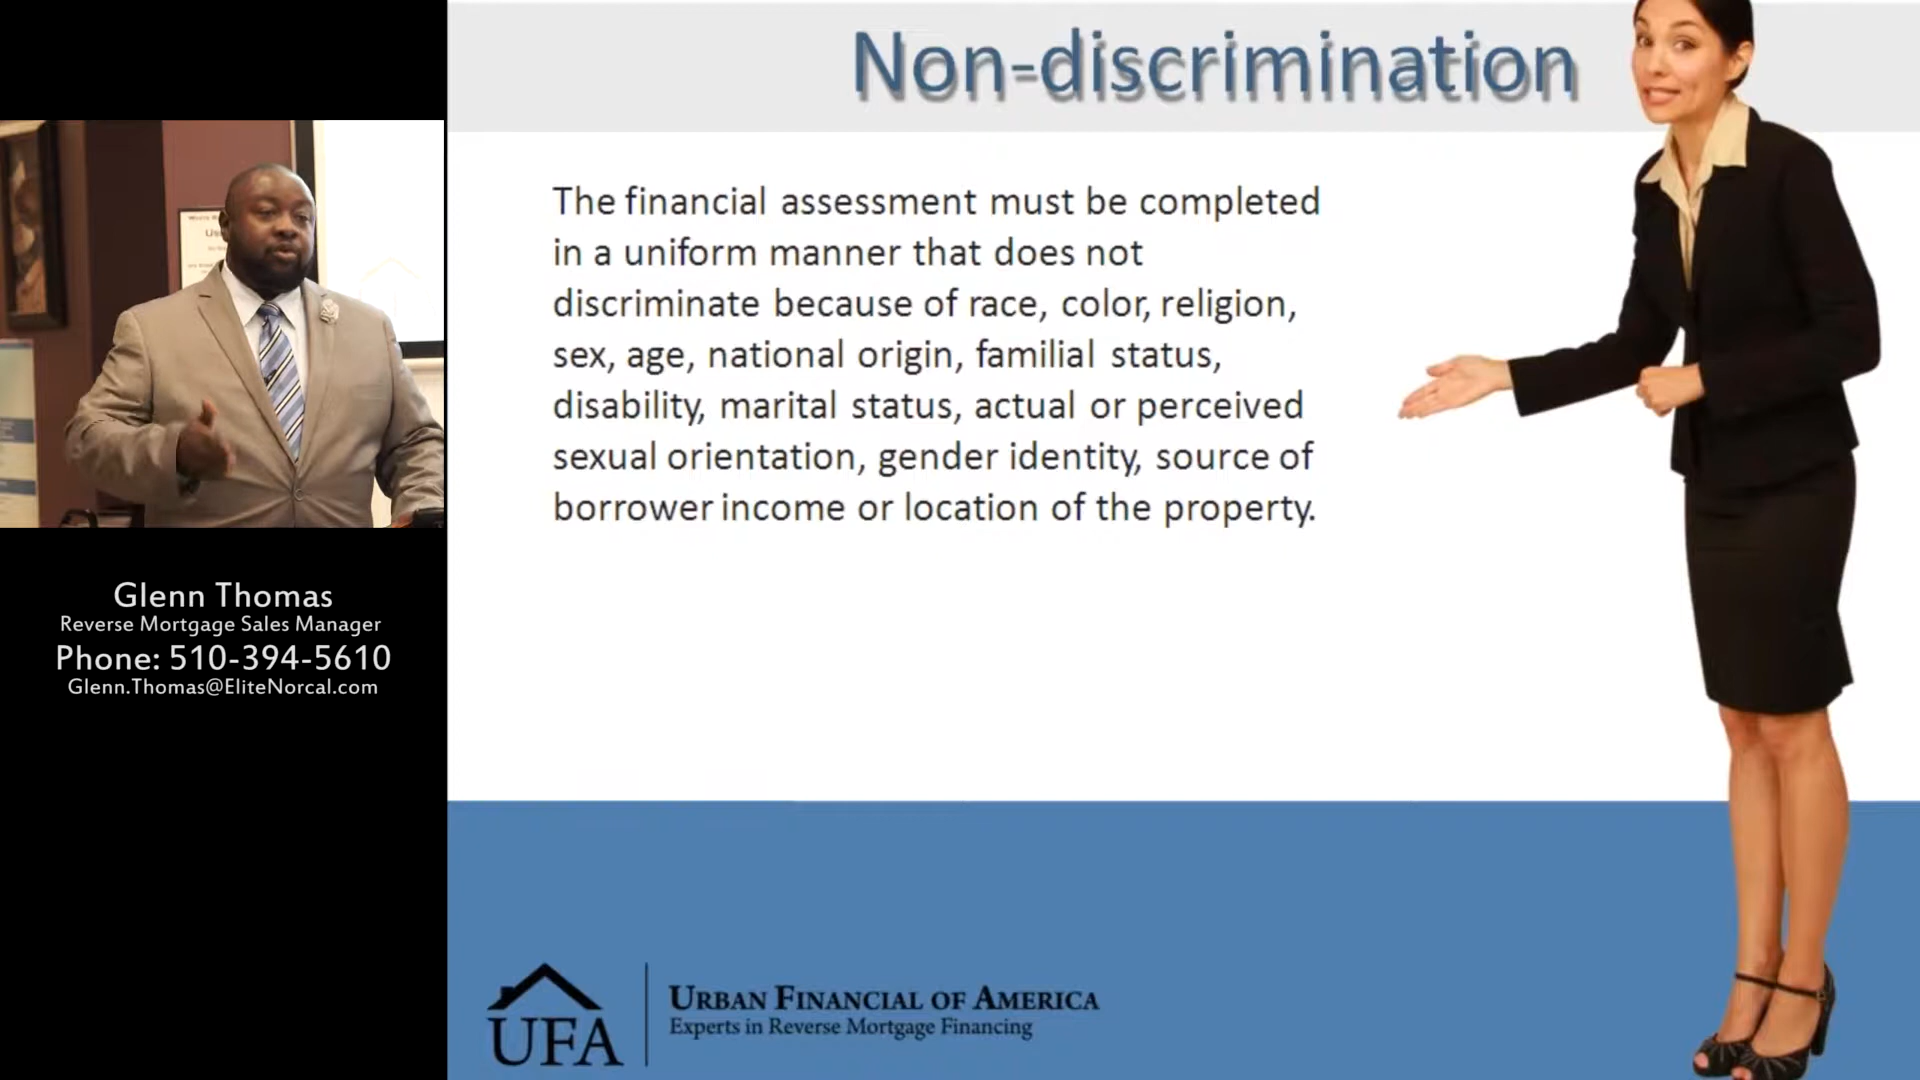 Non-discrimination
The financial assessment must be completed
in a uniform manner that does not
discriminate because of race, color, religion,
sex, age, national origin, familial status,
disability, marital status, actual or perceived
sexual orientation, gender identity, source of
borrower income or location of the property.
Glenn Thomas
Reverse Mortgage Sales Manager
Phone: 510-394-5610
Glenn.Thomas@EliteNorcal.com
UFA
URBAN FINANCIAL OF AMERICA
Experts in Reverse Mortgage Financing